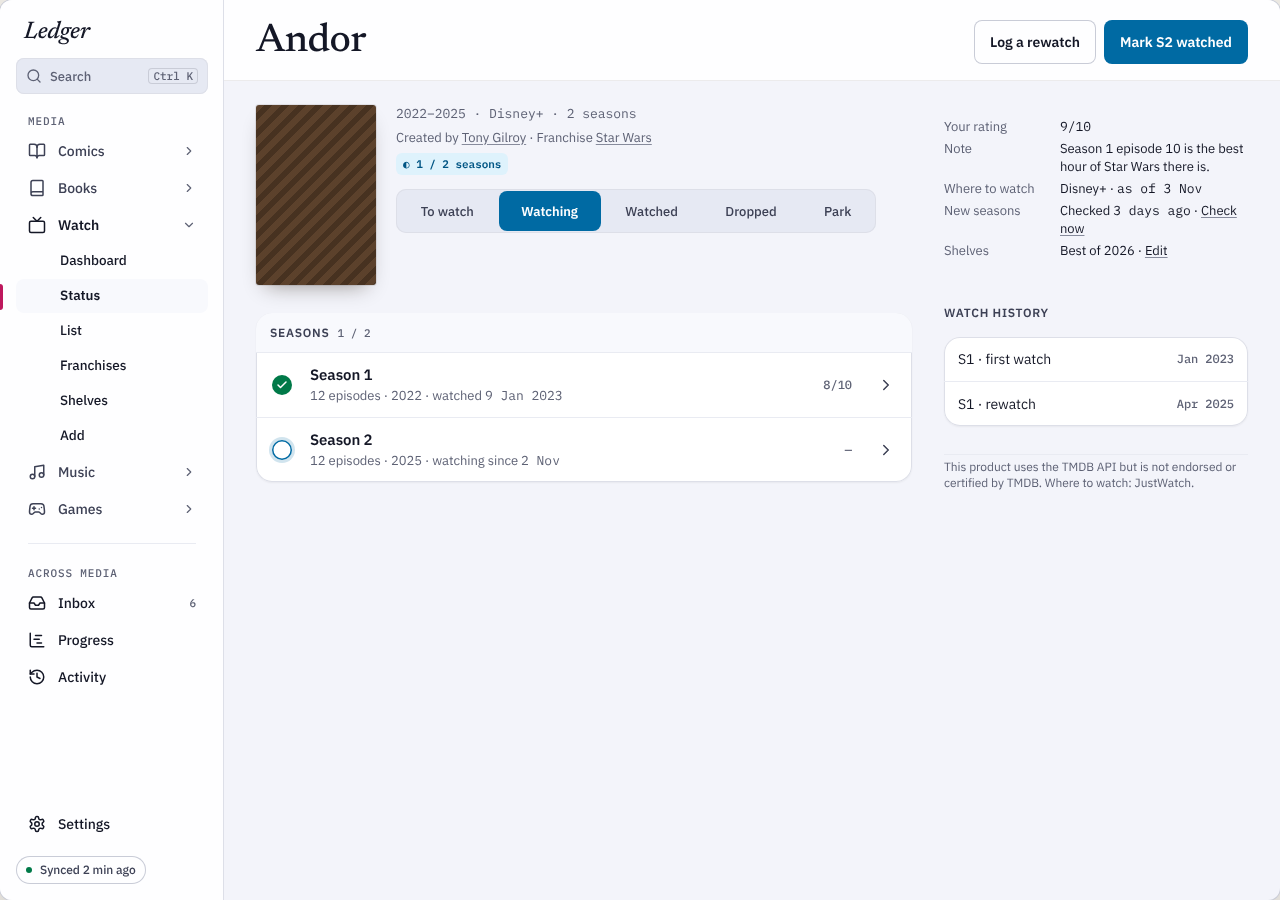 Ledger
Search Ctrl K
MEDIA
Comics
Books
Watch
Dashboard
Status
List
Franchises
Shelves
Add
Music
Games
ACROSS MEDIA
Inbox 6
Progress
Activity
Settings
Synced 2 min ago
Andor
Log a rewatch
Mark S2 watched
2022–2025 · Disney+ · 2 seasons
Created by Tony Gilroy · Franchise Star Wars
1 / 2 seasons
To watch Watching Watched Dropped Park
SEASONS 1 / 2
Season 1
12 episodes · 2022 · watched 9 Jan 2023
8/10
Season 2
12 episodes · 2025 · watching since 2 Nov
–
Your rating 9/10
Note Season 1 episode 10 is the best
hour of Star Wars there is.
Where to watch Disney+ · as of 3 Nov
New seasons Checked 3 days ago · Check
now
Shelves Best of 2026 · Edit
WATCH HISTORY
S1 · first watch Jan 2023
S1 · rewatch Apr 2025
This product uses the TMDB API but is not endorsed or
certified by TMDB. Where to watch: JustWatch.